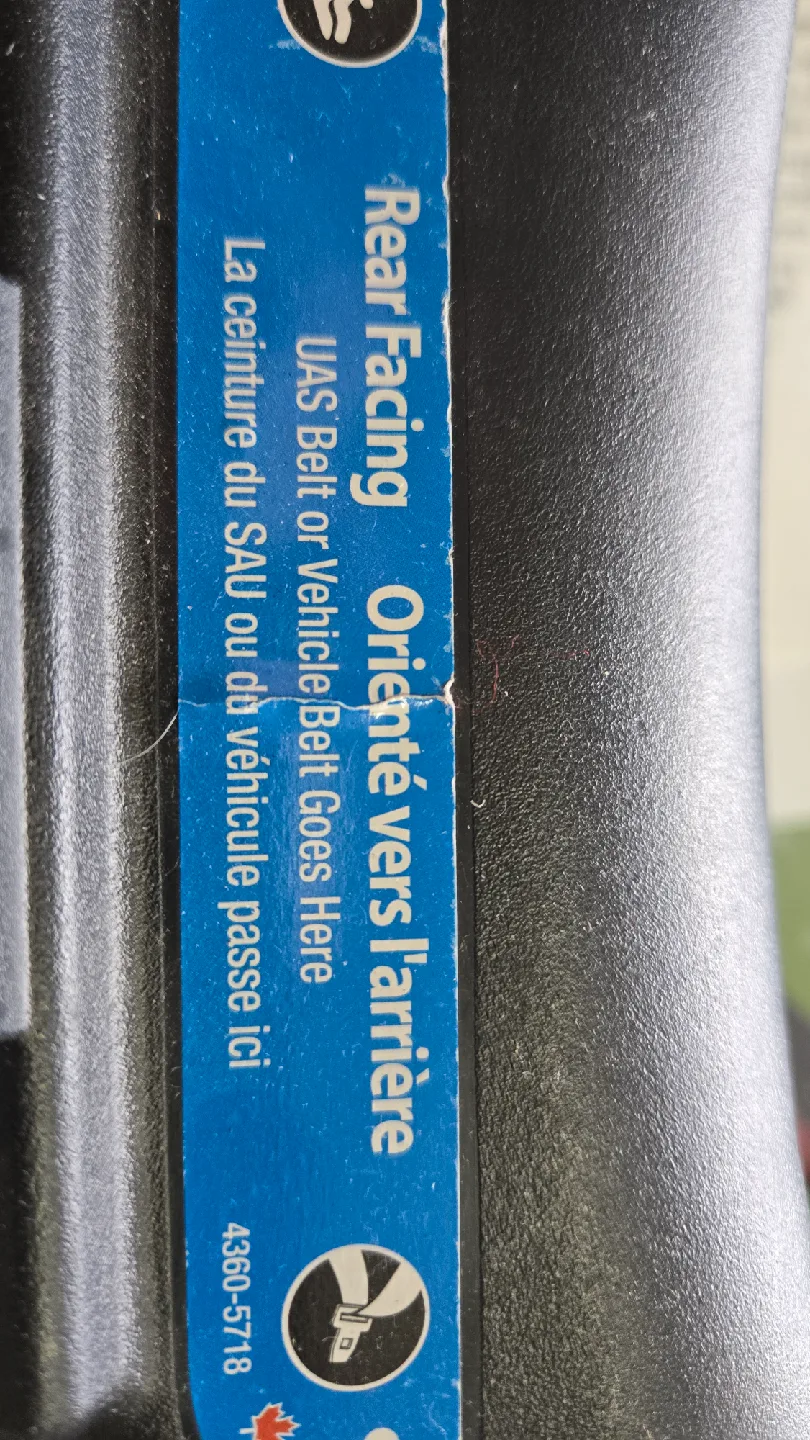 Rear Facing Orienté vers l'arrière
UAS Belt or Vehicle Belt Goes Here
La ceinture du SAU ou du véhicule passe ici
4360-5718